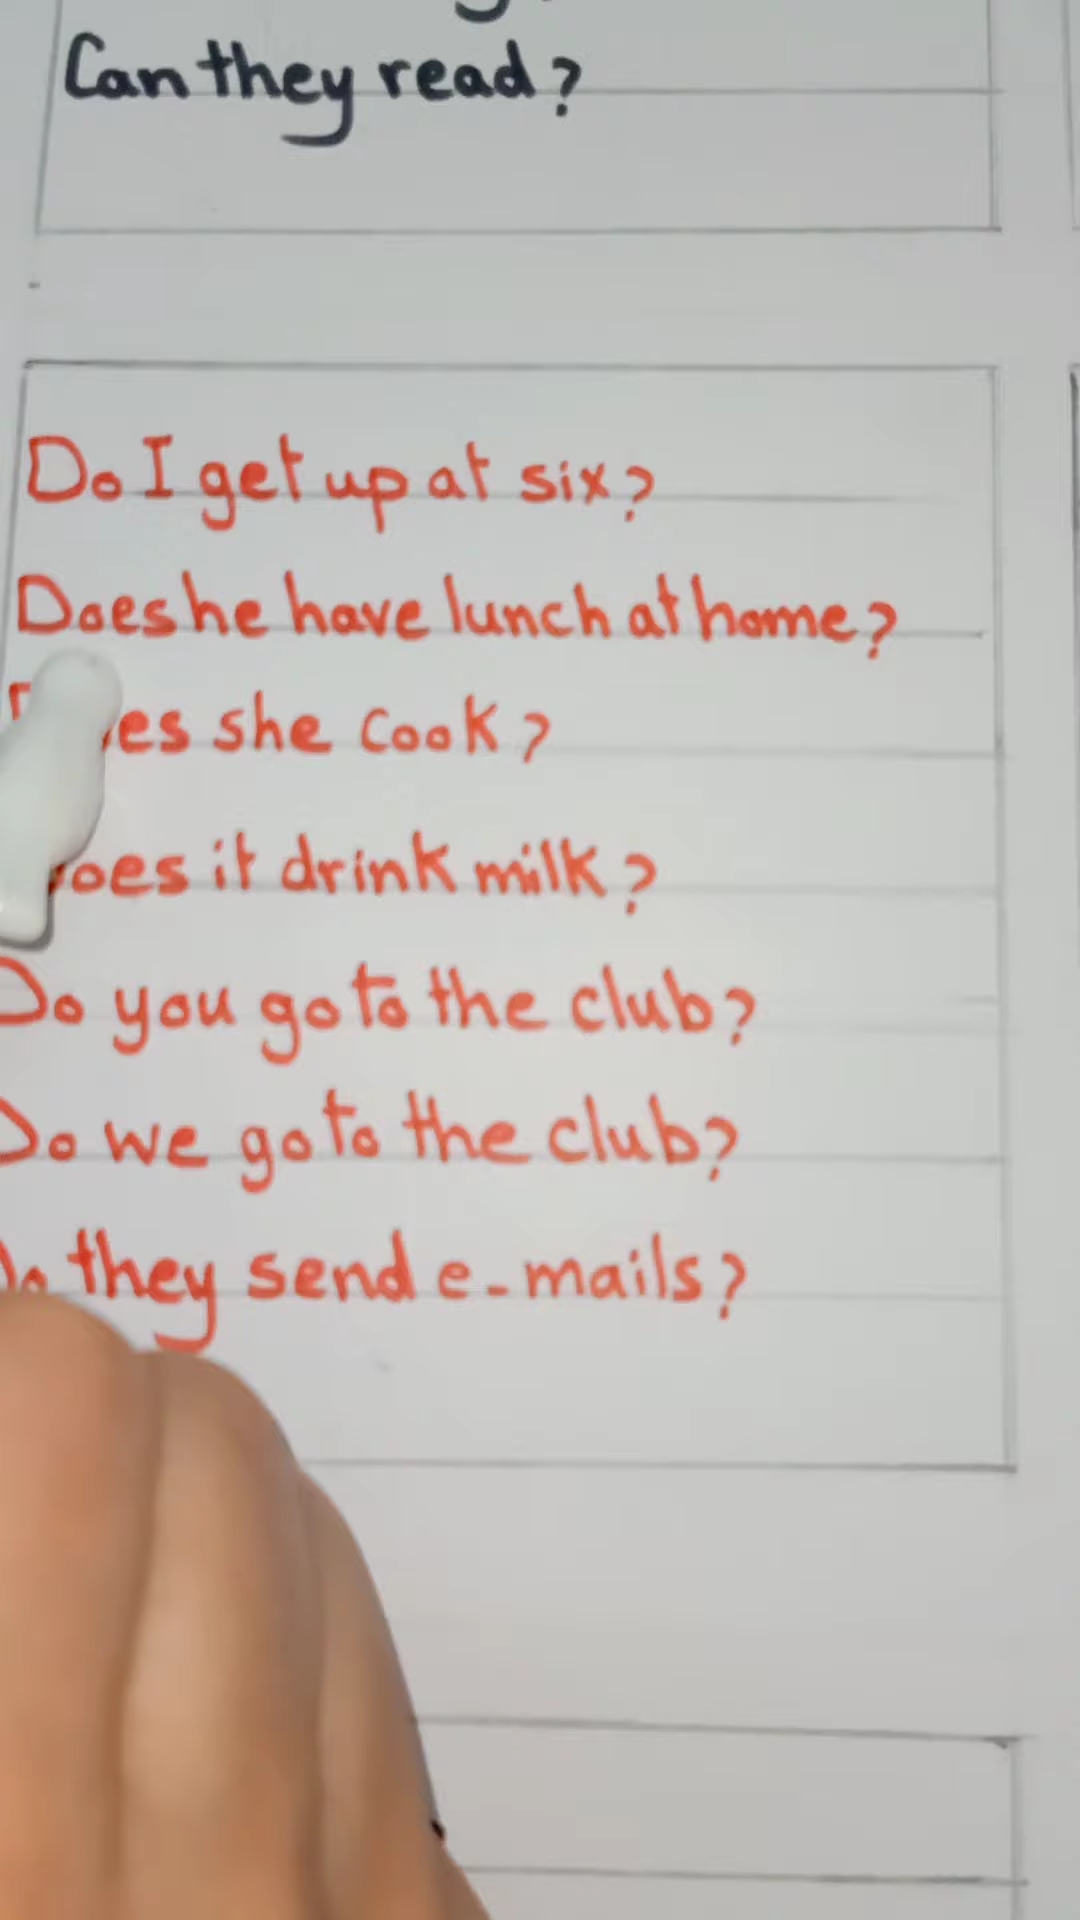 Can they read?
Do I get up at six?
Does he have lunch at home?
she cook?
it drink milk?
Do you go to the club?
Do we go to the club?
they send e-mails?